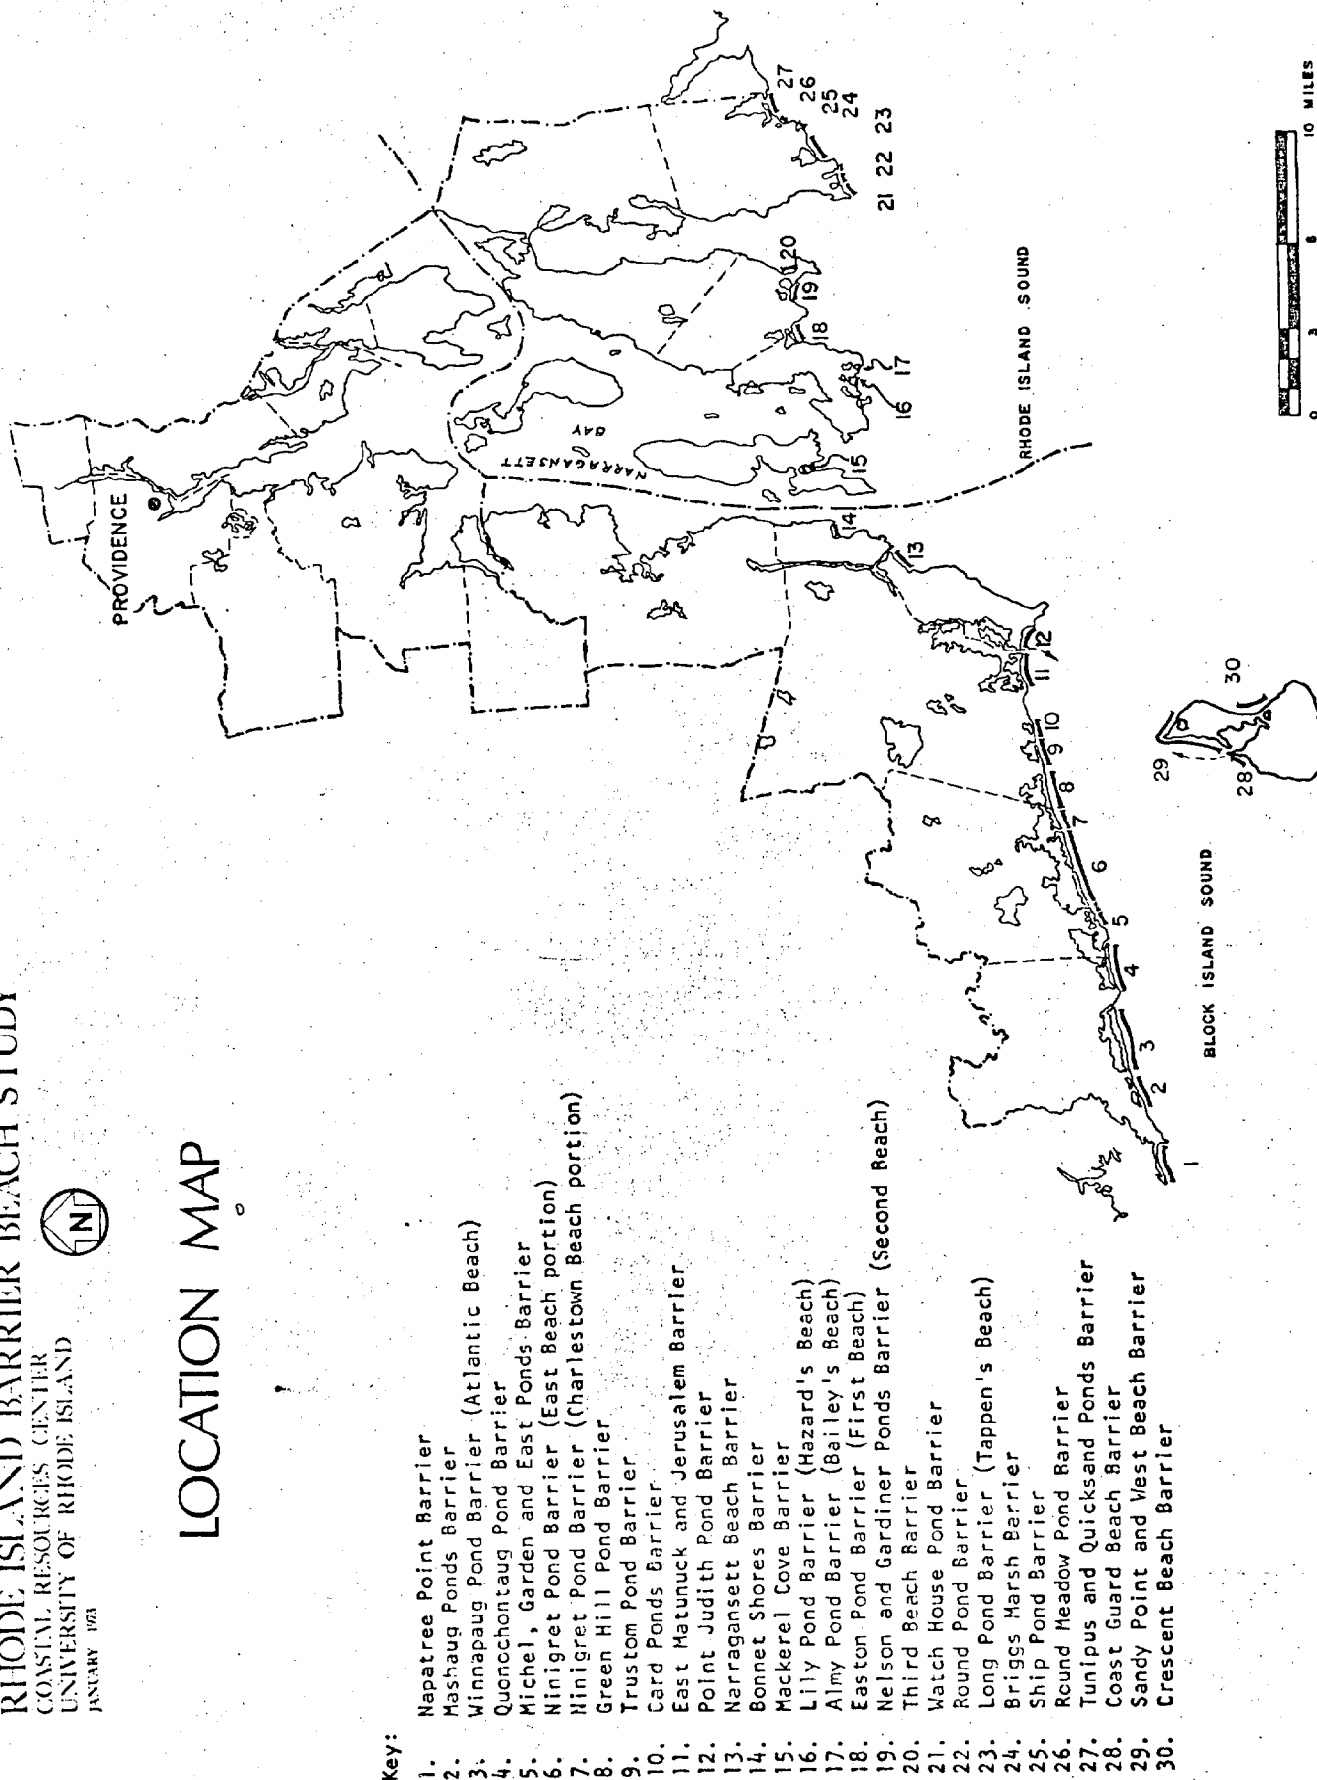 RHODE ISLAND BARRIER BEACH STUDY
COASTAL RESOURCES CENTER
UNIVERSITY OF RHODE ISLAND
JANUARY 1973
N
LOCATION MAP
Key:
1. Napatree Point Barrier
2. Mashaug Ponds Barrier
3. Winnapaug Pond Barrier (Atlantic Beach)
4. Quonochontaug Pond Barrier
5. Michel, Garden and East Ponds Barrier
6. Ninigret Pond Barrier (East Beach portion)
7. Ninigret Pond Barrier (Charlestown Beach portion)
8. Green Hill Pond Barrier
9. Trustom Pond Barrier
10. Card Ponds Barrier
11. East Matunuck and Jerusalem Barrier
12. Point Judith Pond Barrier
13. Narragansett Beach Barrier
14. Bonnet Shores Barrier
15. Mackerel Cove Barrier
16. Lilly Pond Barrier (Hazard's Beach)
17. Almy Pond Barrier (Bailey's Beach)
18. Easton Pond Barrier (First Beach)
19. Nelson and Gardiner Ponds Barrier (Second Beach)
20. Third Beach Barrier
21. Watch House Pond Barrier
22. Round Pond Barrier
23. Long Pond Barrier (Tappen's Beach)
24. Briggs Marsh Barrier
25. Ship Pond Barrier
26. Round Meadow Pond Barrier
27. Tunipus and Quicksand Ponds Barrier
28. Coast Guard Beach Barrier
29. Sandy Point and West Beach Barrier
30. Crescent Beach Barrier
PROVIDENCE
NARRAGANSETT
BAY
RHODE ISLAND SOUND
BLOCK ISLAND SOUND
1
2
3
4
5
6
7
8
9
10
11
12
13
14
15
16
17
18
19
20
21 22 23
24
25
26
27
28
29
30
0 3 6 10 MILES